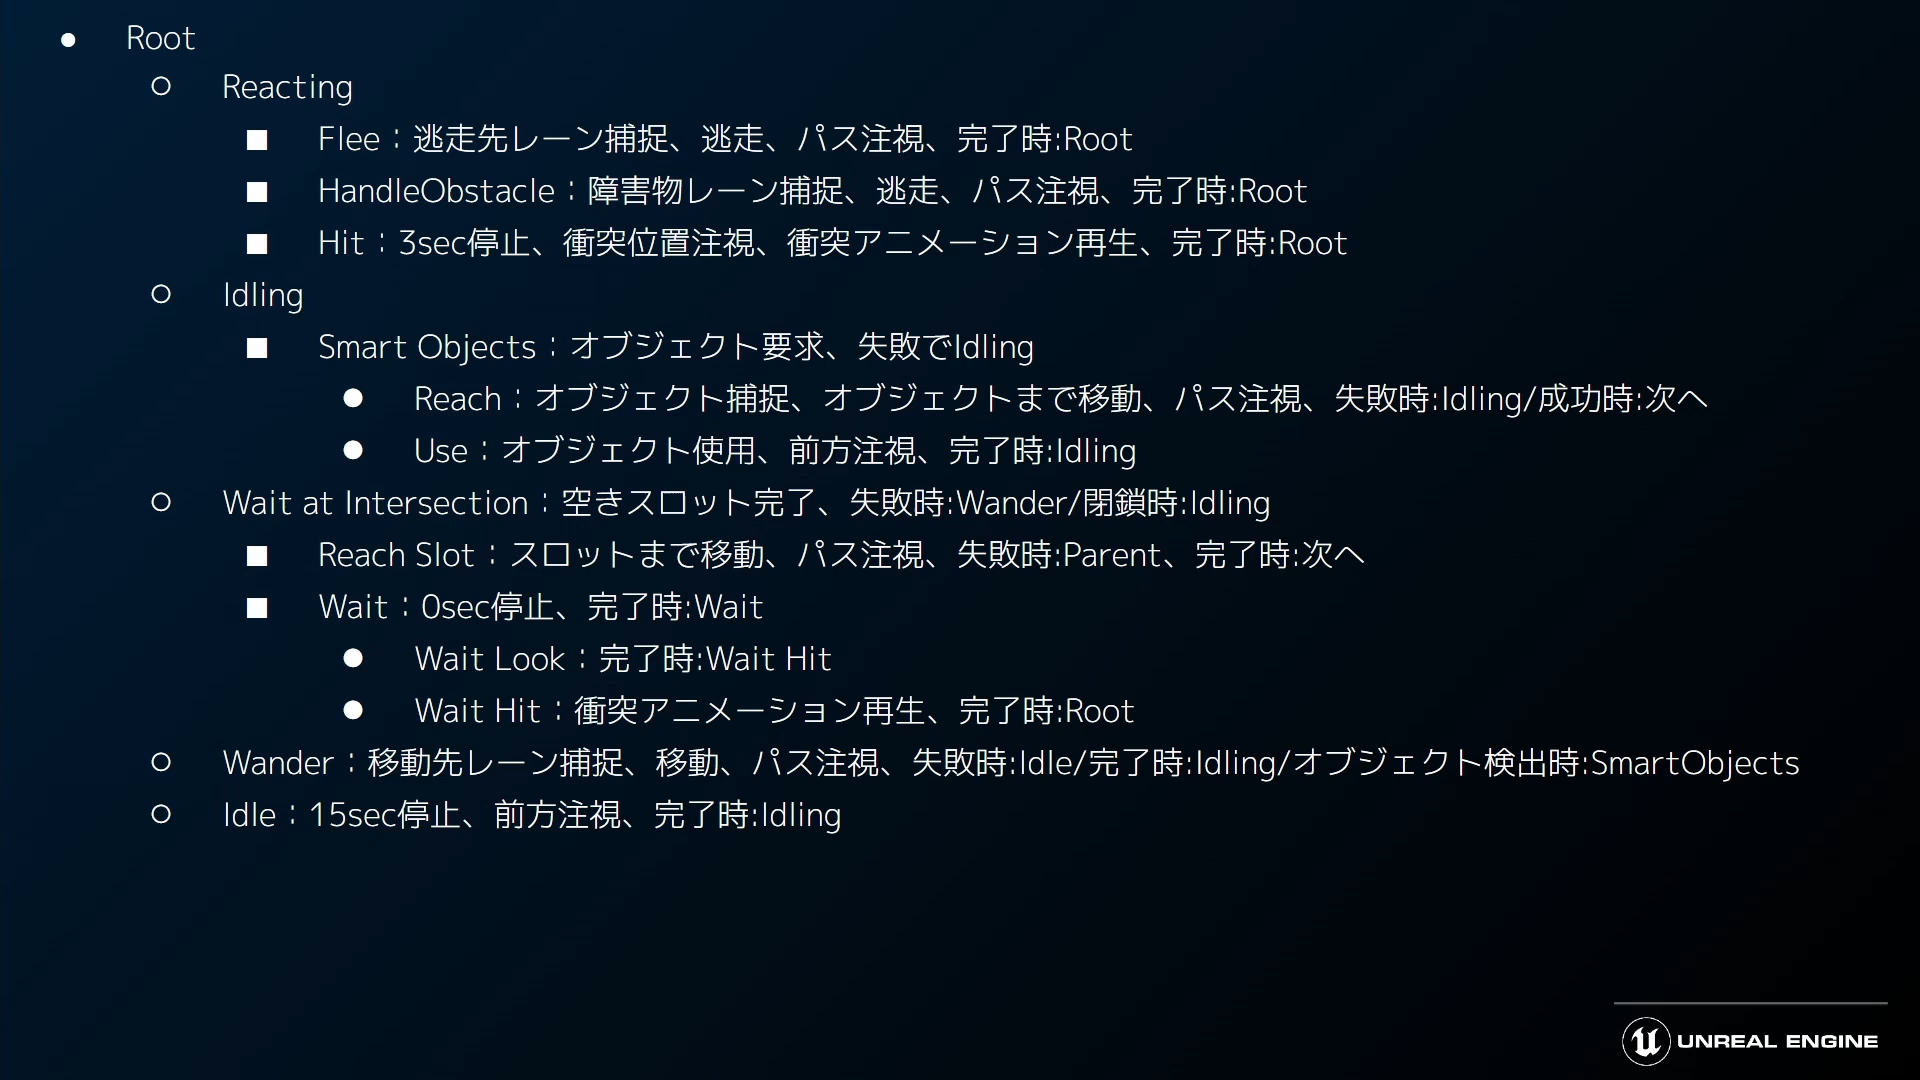 ● Root
○ Reacting
■ Flee：逃走先レーン捕捉、逃走、パス注視、完了時:Root
■ HandleObstacle：障害物レーン捕捉、逃走、パス注視、完了時:Root
■ Hit：3sec停止、衝突位置注視、衝突アニメーション再生、完了時:Root
○ Idling
■ Smart Objects：オブジェクト要求、失敗でIdling
● Reach：オブジェクト捕捉、オブジェクトまで移動、パス注視、失敗時:Idling/成功時:次へ
● Use：オブジェクト使用、前方注視、完了時:Idling
○ Wait at Intersection：空きスロット完了、失敗時:Wander/閉鎖時:Idling
■ Reach Slot：スロットまで移動、パス注視、失敗時:Parent、完了時:次へ
■ Wait：0sec停止、完了時:Wait
● Wait Look：完了時:Wait Hit
● Wait Hit：衝突アニメーション再生、完了時:Root
○ Wander：移動先レーン捕捉、移動、パス注視、失敗時:Idle/完了時:Idling/オブジェクト検出時:SmartObjects
○ Idle：15sec停止、前方注視、完了時:Idling
UNREAL ENGINE